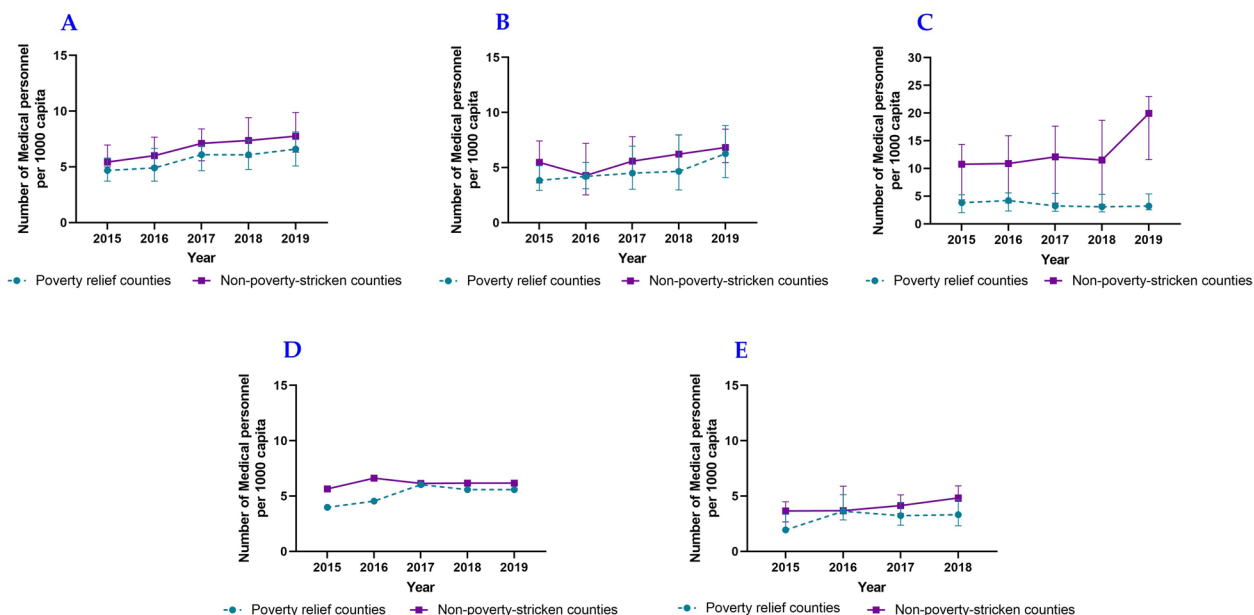 A
Number of Medical personnel
per 1000 capita
15
10
5
0
2015 2016 2017 2018 2019
Year
Poverty relief counties Non-poverty-stricken counties
B
Number of Medical personnel
per 1000 capita
15
10
5
0
2015 2016 2017 2018 2019
Year
Poverty relief counties Non-poverty-stricken counties
C
Number of Medical personnel
per 1000 capita
30
25
20
15
10
5
0
2015 2016 2017 2018 2019
Year
Poverty relief counties Non-poverty-stricken counties
D
Number of Medical personnel
per 1000 capita
15
10
5
0
2015 2016 2017 2018 2019
Year
Poverty relief counties Non-poverty-stricken counties
E
Number of Medical personnel
per 1000 capita
15
10
5
0
2015 2016 2017 2018
Year
Poverty relief counties Non-poverty-stricken counties